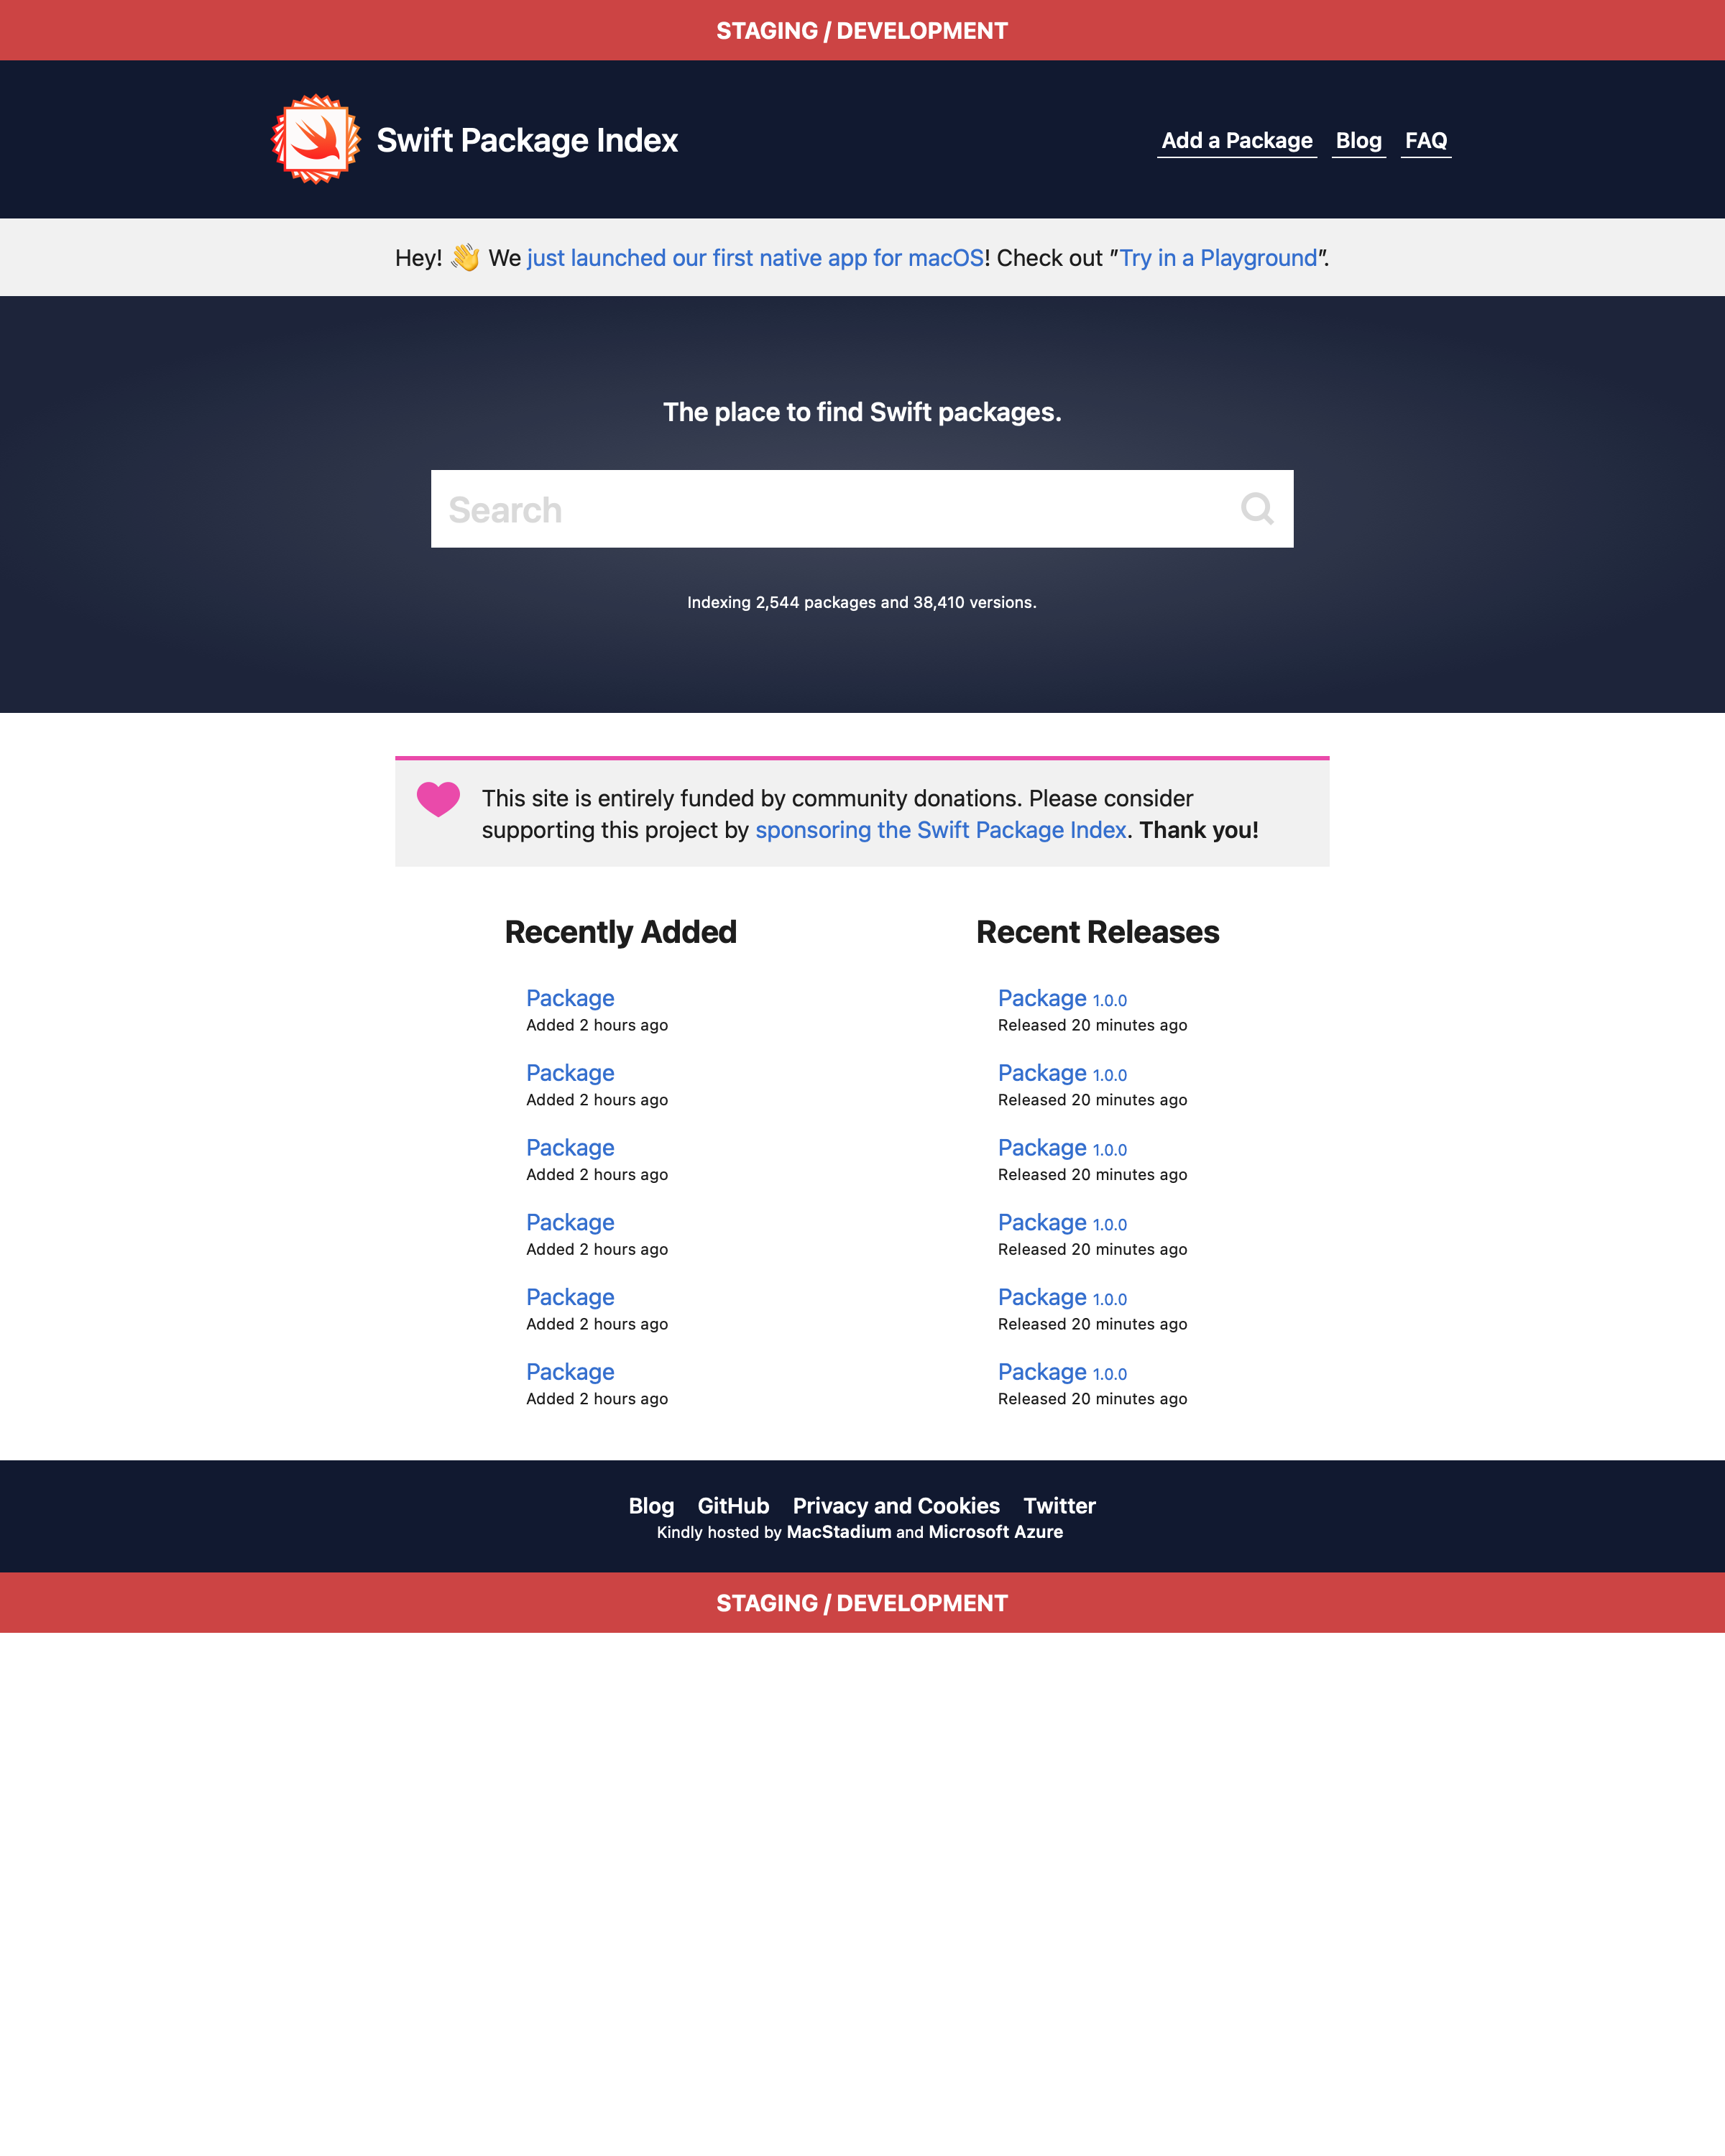 STAGING / DEVELOPMENT
Swift Package Index
Add a Package Blog FAQ
Hey! 👋 We just launched our first native app for macOS! Check out "Try in a Playground".
The place to find Swift packages.
Search
Indexing 2,544 packages and 38,410 versions.
This site is entirely funded by community donations. Please consider
supporting this project by sponsoring the Swift Package Index. Thank you!
Recently Added
Package
Added 2 hours ago
Package
Added 2 hours ago
Package
Added 2 hours ago
Package
Added 2 hours ago
Package
Added 2 hours ago
Package
Added 2 hours ago
Recent Releases
Package 1.0.0
Released 20 minutes ago
Package 1.0.0
Released 20 minutes ago
Package 1.0.0
Released 20 minutes ago
Package 1.0.0
Released 20 minutes ago
Package 1.0.0
Released 20 minutes ago
Package 1.0.0
Released 20 minutes ago
Blog GitHub Privacy and Cookies Twitter
Kindly hosted by MacStadium and Microsoft Azure
STAGING / DEVELOPMENT